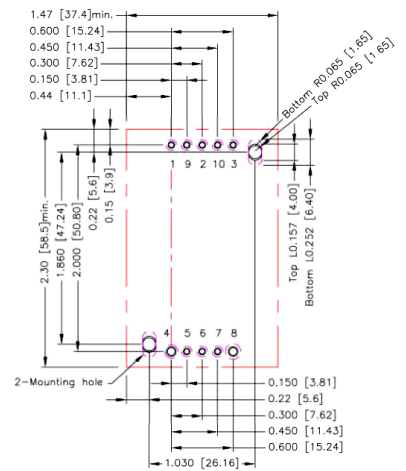 1.47 [37.4]min.
0.600 [15.24]
0.450 [11.43]
0.300 [7.62]
0.150 [3.81]
0.44 [11.1]
Bottom R0.065 [1.65]
Top R0.065 [1.65]
1 9 2 10 3
0.22 [5.6]
0.15 [3.9]
2.30 [58.5]min.
1.860 [47.24]
2.000 [50.80]
Top L0.157 [4.00]
Bottom L0.252 [6.40]
4 5 6 7 8
2-Mounting hole
0.150 [3.81]
0.22 [5.6]
0.300 [7.62]
0.450 [11.43]
0.600 [15.24]
1.030 [26.16]